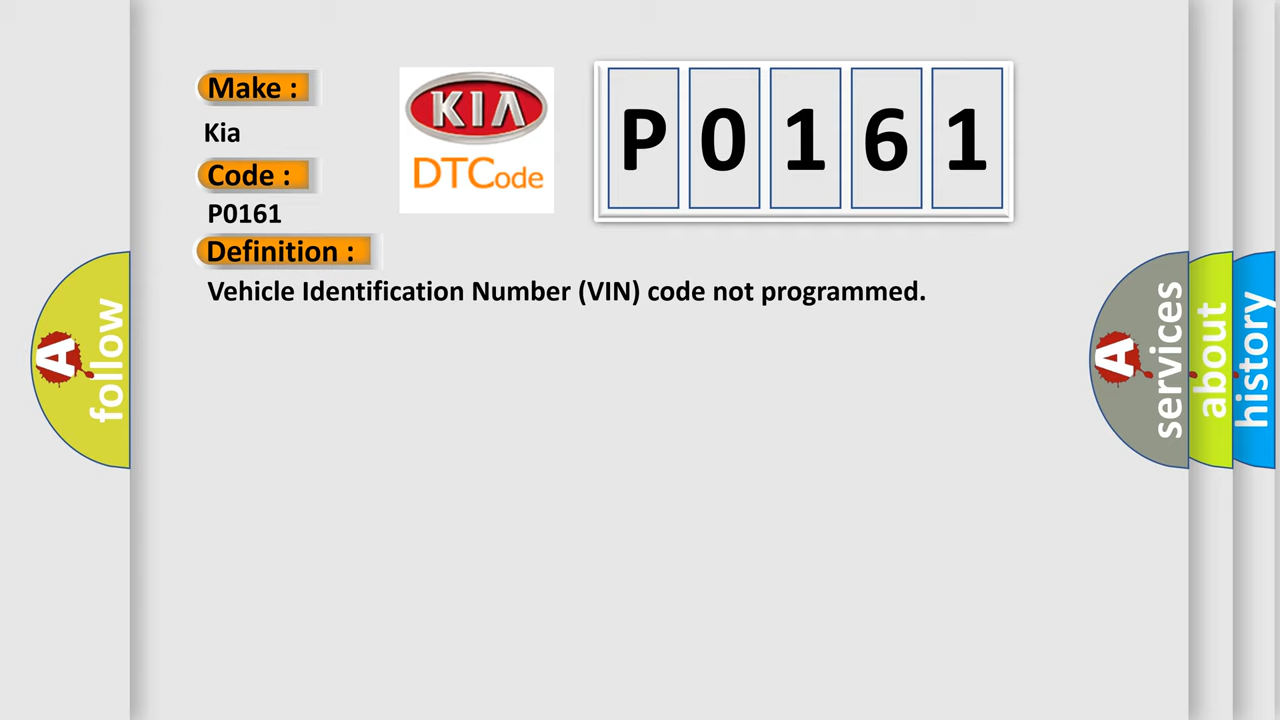 Make :
Kia
Code :
P0161
Definition :
Vehicle Identification Number (VIN) code not programmed.
KIA
DTCode
P0161
A
follow
A
services
about
history